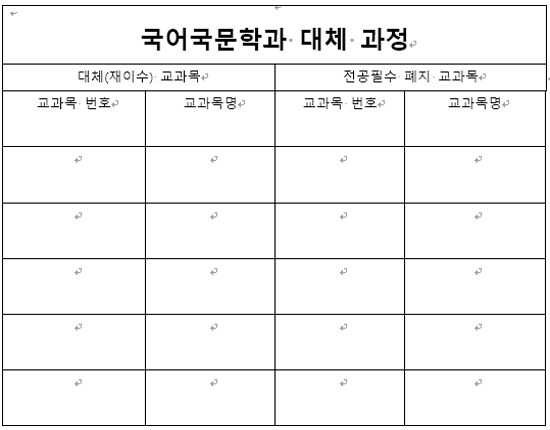 국어국문학과 대체 과정
대체(재이수) 교과목 전공필수 폐지 교과목
교과목 번호 교과목명 교과목 번호 교과목명